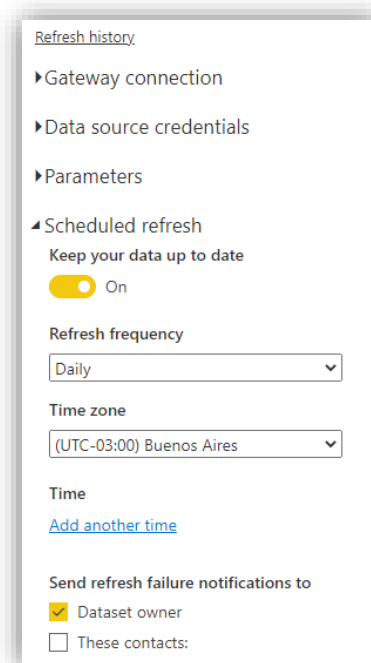 Refresh history
Gateway connection
Data source credentials
Parameters
Scheduled refresh
Keep your data up to date
On
Refresh frequency
Daily
Time zone
(UTC-03:00) Buenos Aires
Time
Add another time
Send refresh failure notifications to
Dataset owner
These contacts: